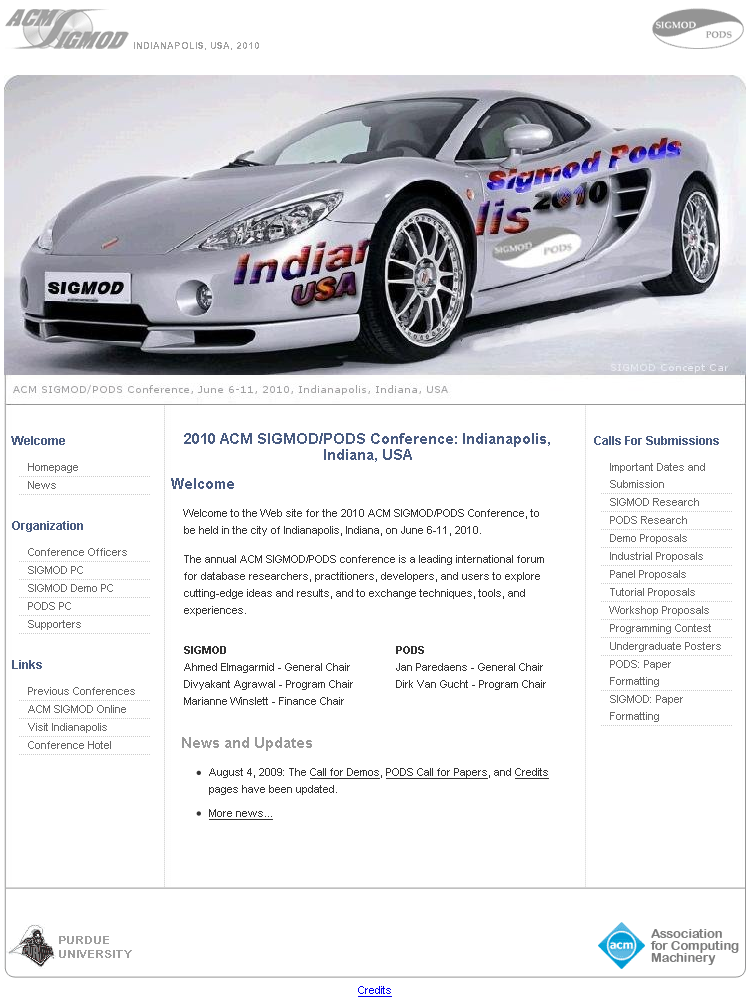 ACM SIGMOD
INDIANAPOLIS, USA, 2010
SIGMOD PODS
Sigmod Pods
2010
Indianapolis
USA
SIGMOD PODS
SIGMOD
SIGMOD Concept Car
ACM SIGMOD/PODS Conference, June 6-11, 2010, Indianapolis, Indiana, USA
Welcome
Homepage
News
Organization
Conference Officers
SIGMOD PC
SIGMOD Demo PC
PODS PC
Supporters
Links
Previous Conferences
ACM SIGMOD Online
Visit Indianapolis
Conference Hotel
2010 ACM SIGMOD/PODS Conference: Indianapolis,
Indiana, USA
Welcome
Welcome to the Web site for the 2010 ACM SIGMOD/PODS Conference, to
be held in the city of Indianapolis, Indiana, on June 6-11, 2010.
The annual ACM SIGMOD/PODS conference is a leading international forum
for database researchers, practitioners, developers, and users to explore
cutting-edge ideas and results, and to exchange techniques, tools, and
experiences.
SIGMOD
Ahmed Elmagarmid - General Chair
Divyakant Agrawal - Program Chair
Marianne Winslett - Finance Chair
PODS
Jan Paredaens - General Chair
Dirk Van Gucht - Program Chair
News and Updates
• August 4, 2009: The Call for Demos, PODS Call for Papers, and Credits
pages have been updated.
• More news...
Calls For Submissions
Important Dates and
Submission
SIGMOD Research
PODS Research
Demo Proposals
Industrial Proposals
Panel Proposals
Tutorial Proposals
Workshop Proposals
Programming Contest
Undergraduate Posters
PODS: Paper
Formatting
SIGMOD: Paper
Formatting
PURDUE
UNIVERSITY
acm
Association
for Computing
Machinery
Credits